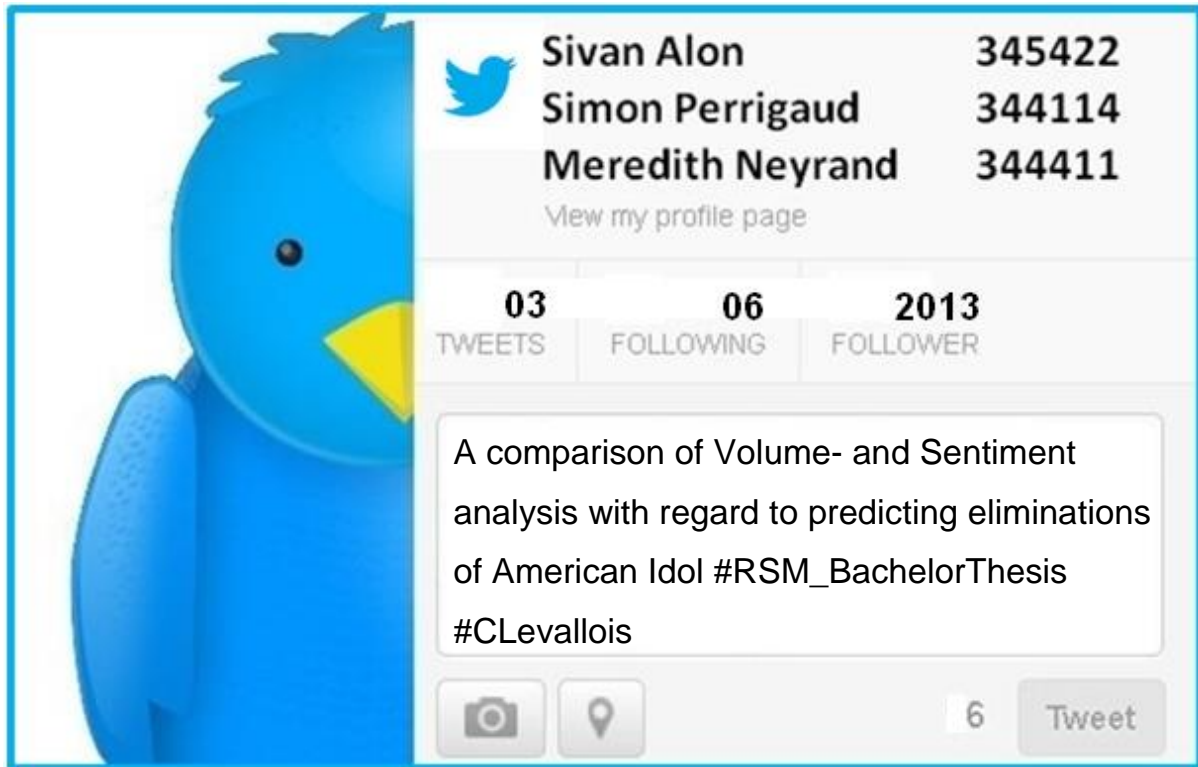 Sivan Alon 345422
Simon Perrigaud 344114
Meredith Neyrand 344411
View my profile page
03 06 2013
TWEETS FOLLOWING FOLLOWER
A comparison of Volume- and Sentiment
analysis with regard to predicting eliminations
of American Idol #RSM_BachelorThesis
#CLevallois
6 Tweet